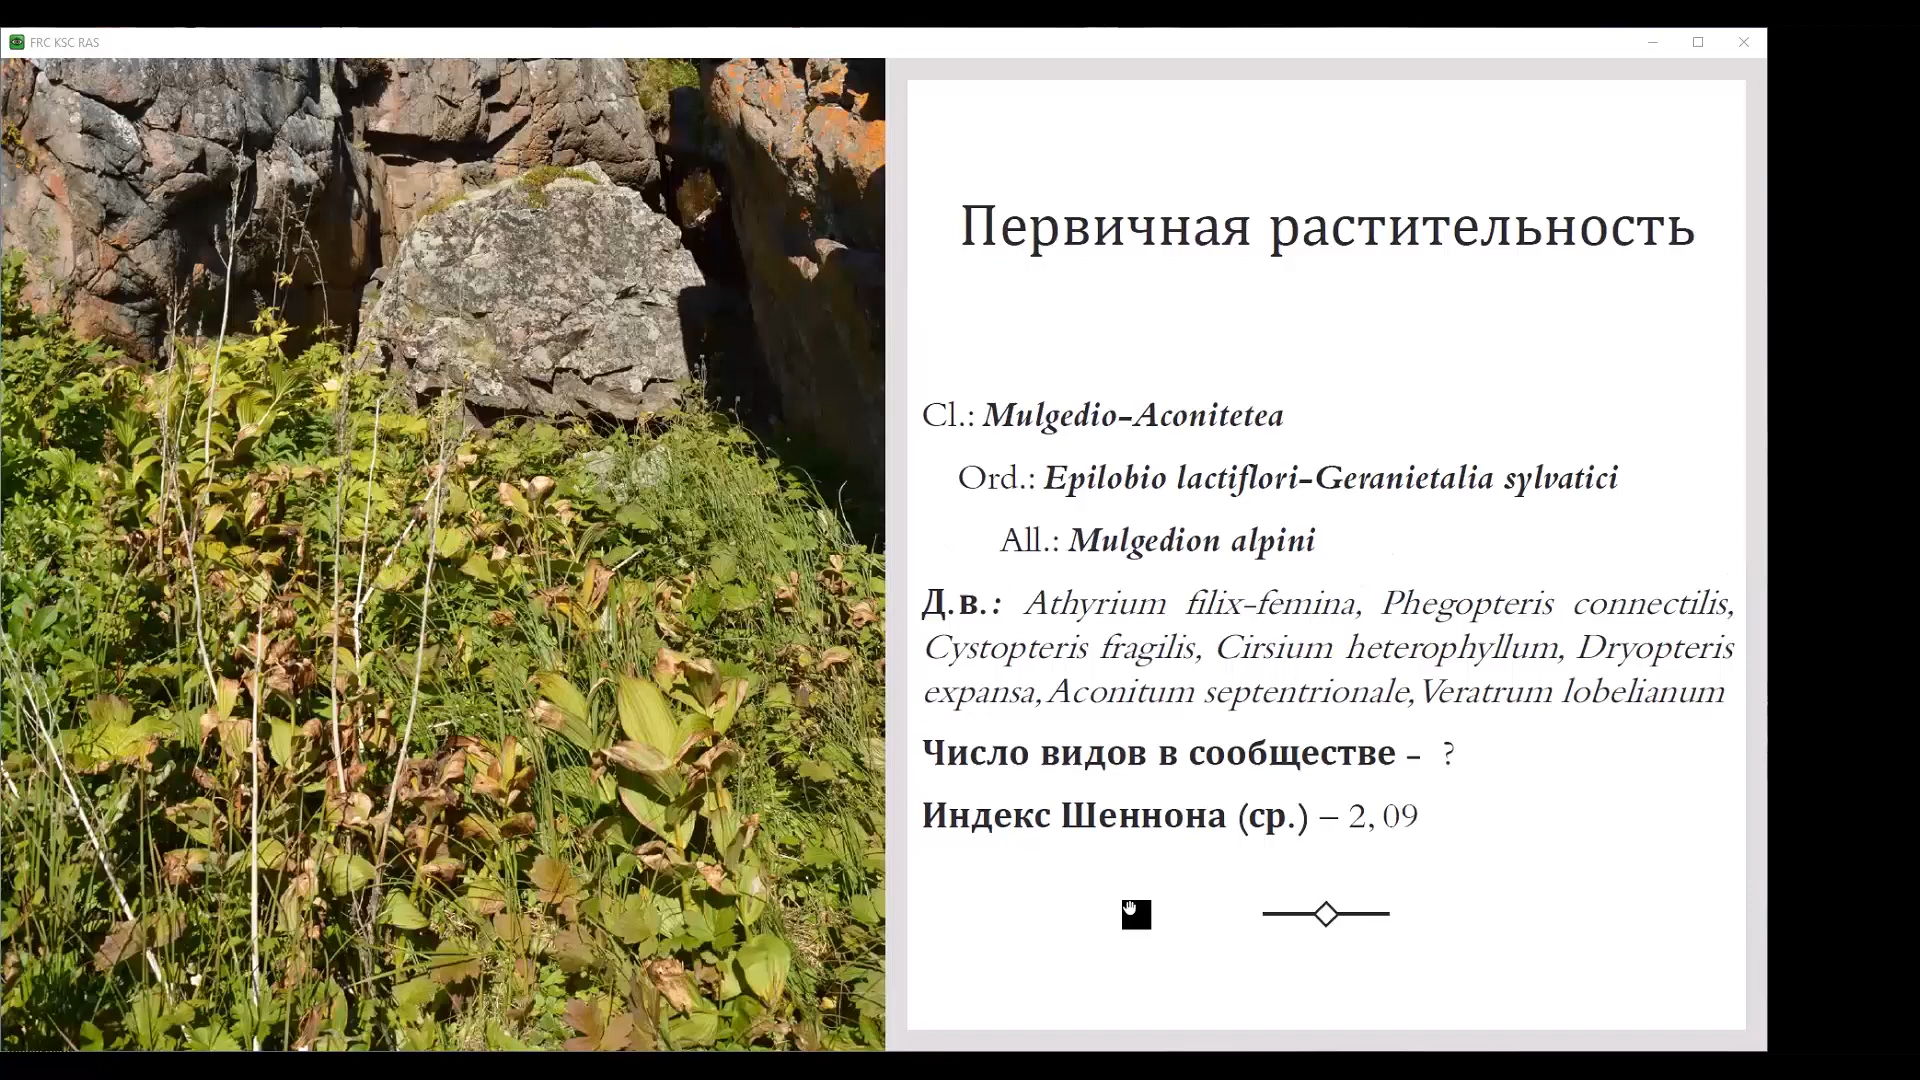 FRC KSC RAS
Первичная растительность
Cl.: Mulgedio-Aconitetea
Ord.: Epilobio lactiflori-Geranietalia sylvatici
All.: Mulgedion alpini
Д.в.: Athyrium filix-femina, Phegopteris connectilis,
Cystopteris fragilis, Cirsium heterophyllum, Dryopteris
expansa, Aconitum septentrionale, Veratrum lobelianum
Число видов в сообществе – ?
Индекс Шеннона (ср.) – 2, 09